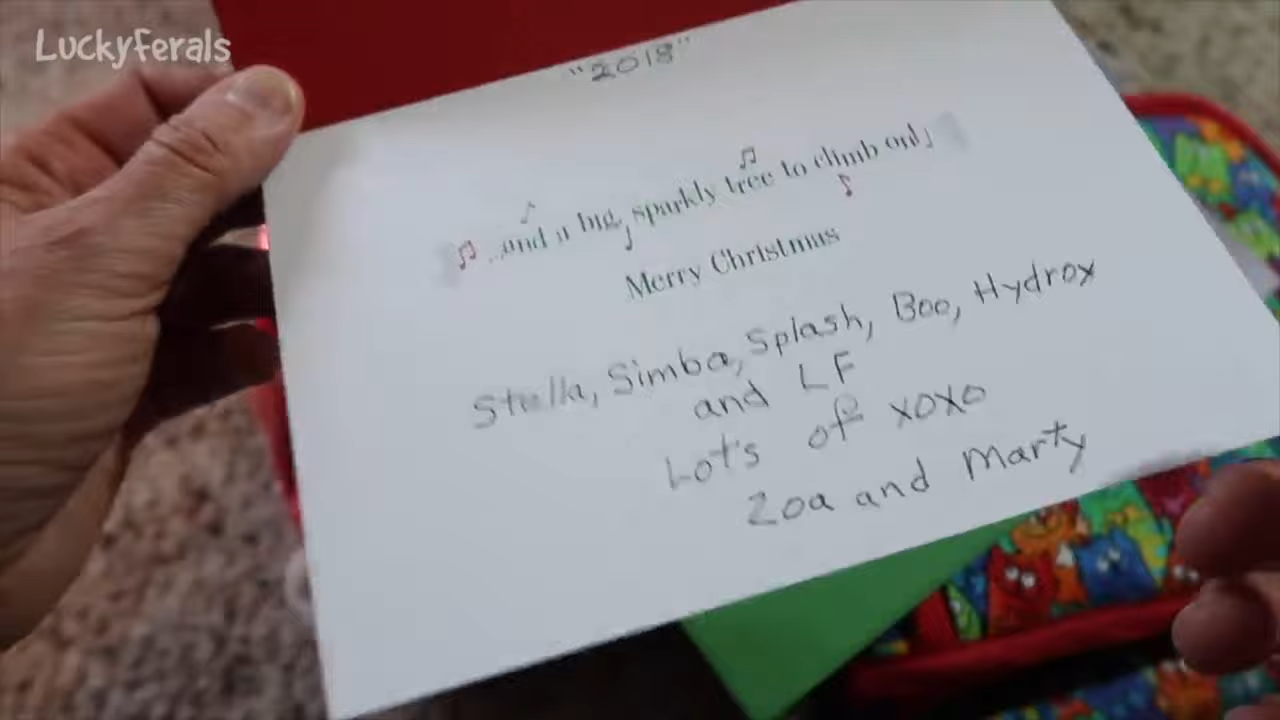 LuckyFerals
"2018"
...and a big, sparkly tree to climb on!
Merry Christmas
Stella, Simba, Splash, Boo, Hydrox
and LF
Lots of xoxo
Zoa and Marty